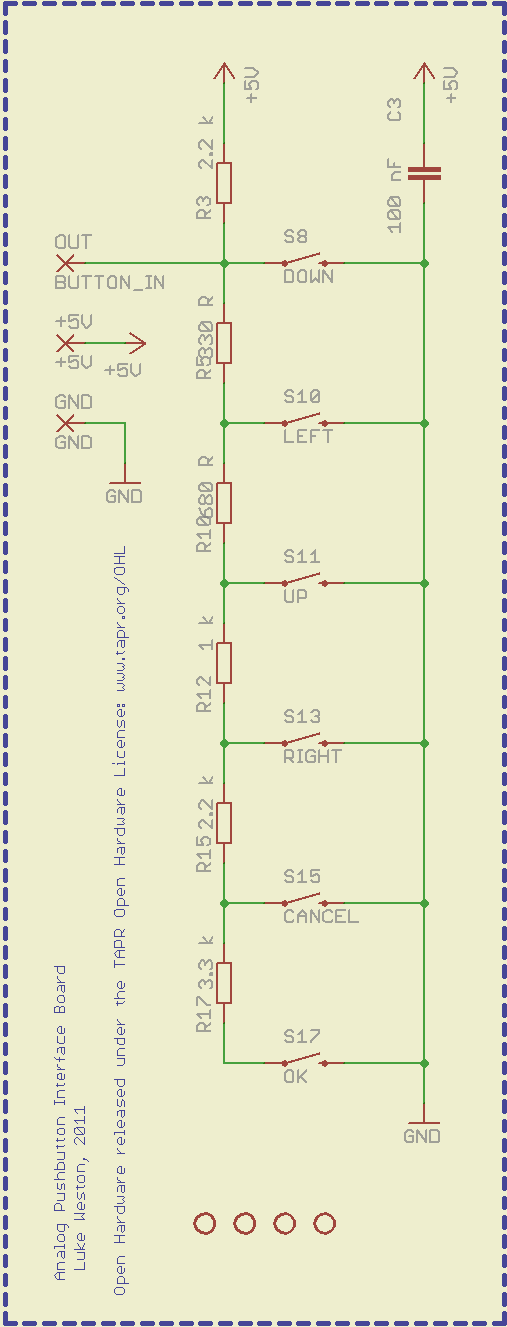 +5V
+5V
C3
100 nF
2.2 k
R3
OUT
BUTTON_IN
S8
DOWN
+5V
+5V
+5V
330 R
R5
GND
GND
GND
S10
LEFT
680 R
R10
S11
UP
1 k
R12
S13
RIGHT
2.2 k
R15
S15
CANCEL
3.3 k
R17
S17
OK
GND
Analog Pushbutton Interface Board
Luke Weston, 2011
Open Hardware released under the TAPR Open Hardware License: www.tapr.org/OHL